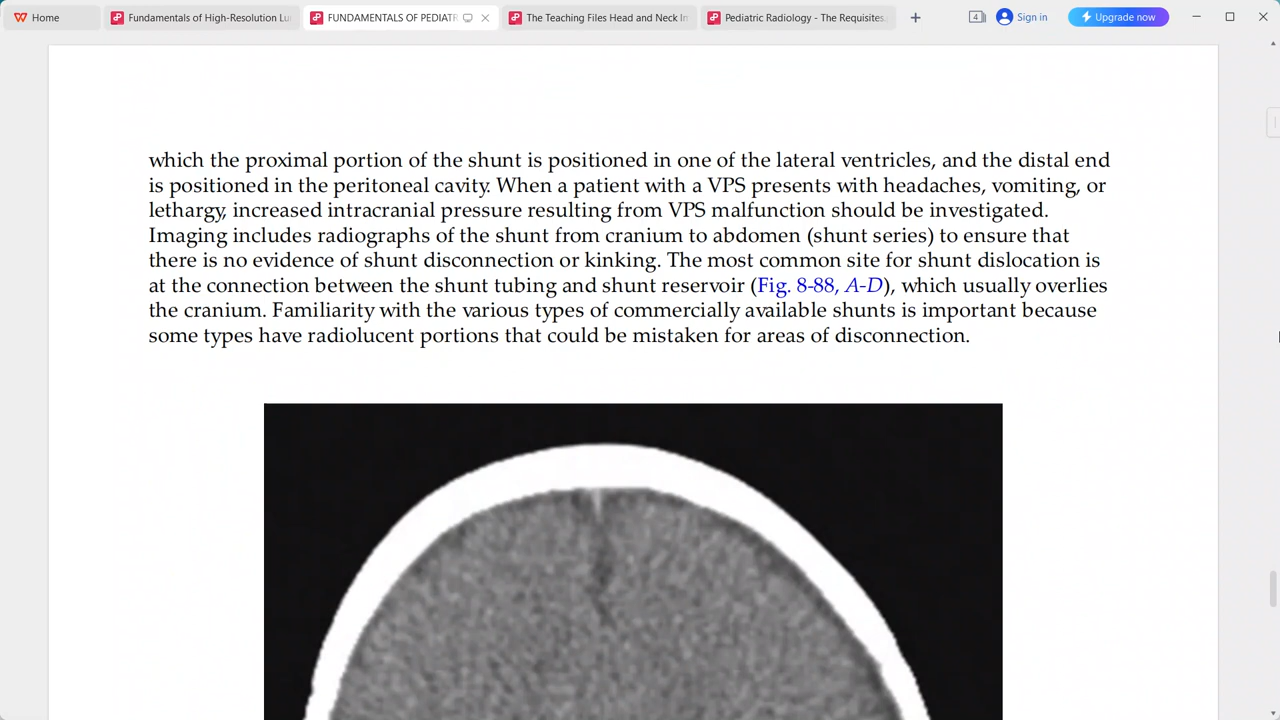 Home
Fundamentals of High-Resolution Lu
FUNDAMENTALS OF PEDIATR
The Teaching Files Head and Neck Im
Pediatric Radiology - The Requisites.
4
Sign in
Upgrade now
which the proximal portion of the shunt is positioned in one of the lateral ventricles, and the distal end
is positioned in the peritoneal cavity. When a patient with a VPS presents with headaches, vomiting, or
lethargy, increased intracranial pressure resulting from VPS malfunction should be investigated.
Imaging includes radiographs of the shunt from cranium to abdomen (shunt series) to ensure that
there is no evidence of shunt disconnection or kinking. The most common site for shunt dislocation is
at the connection between the shunt tubing and shunt reservoir (Fig. 8-88, A-D), which usually overlies
the cranium. Familiarity with the various types of commercially available shunts is important because
some types have radiolucent portions that could be mistaken for areas of disconnection.